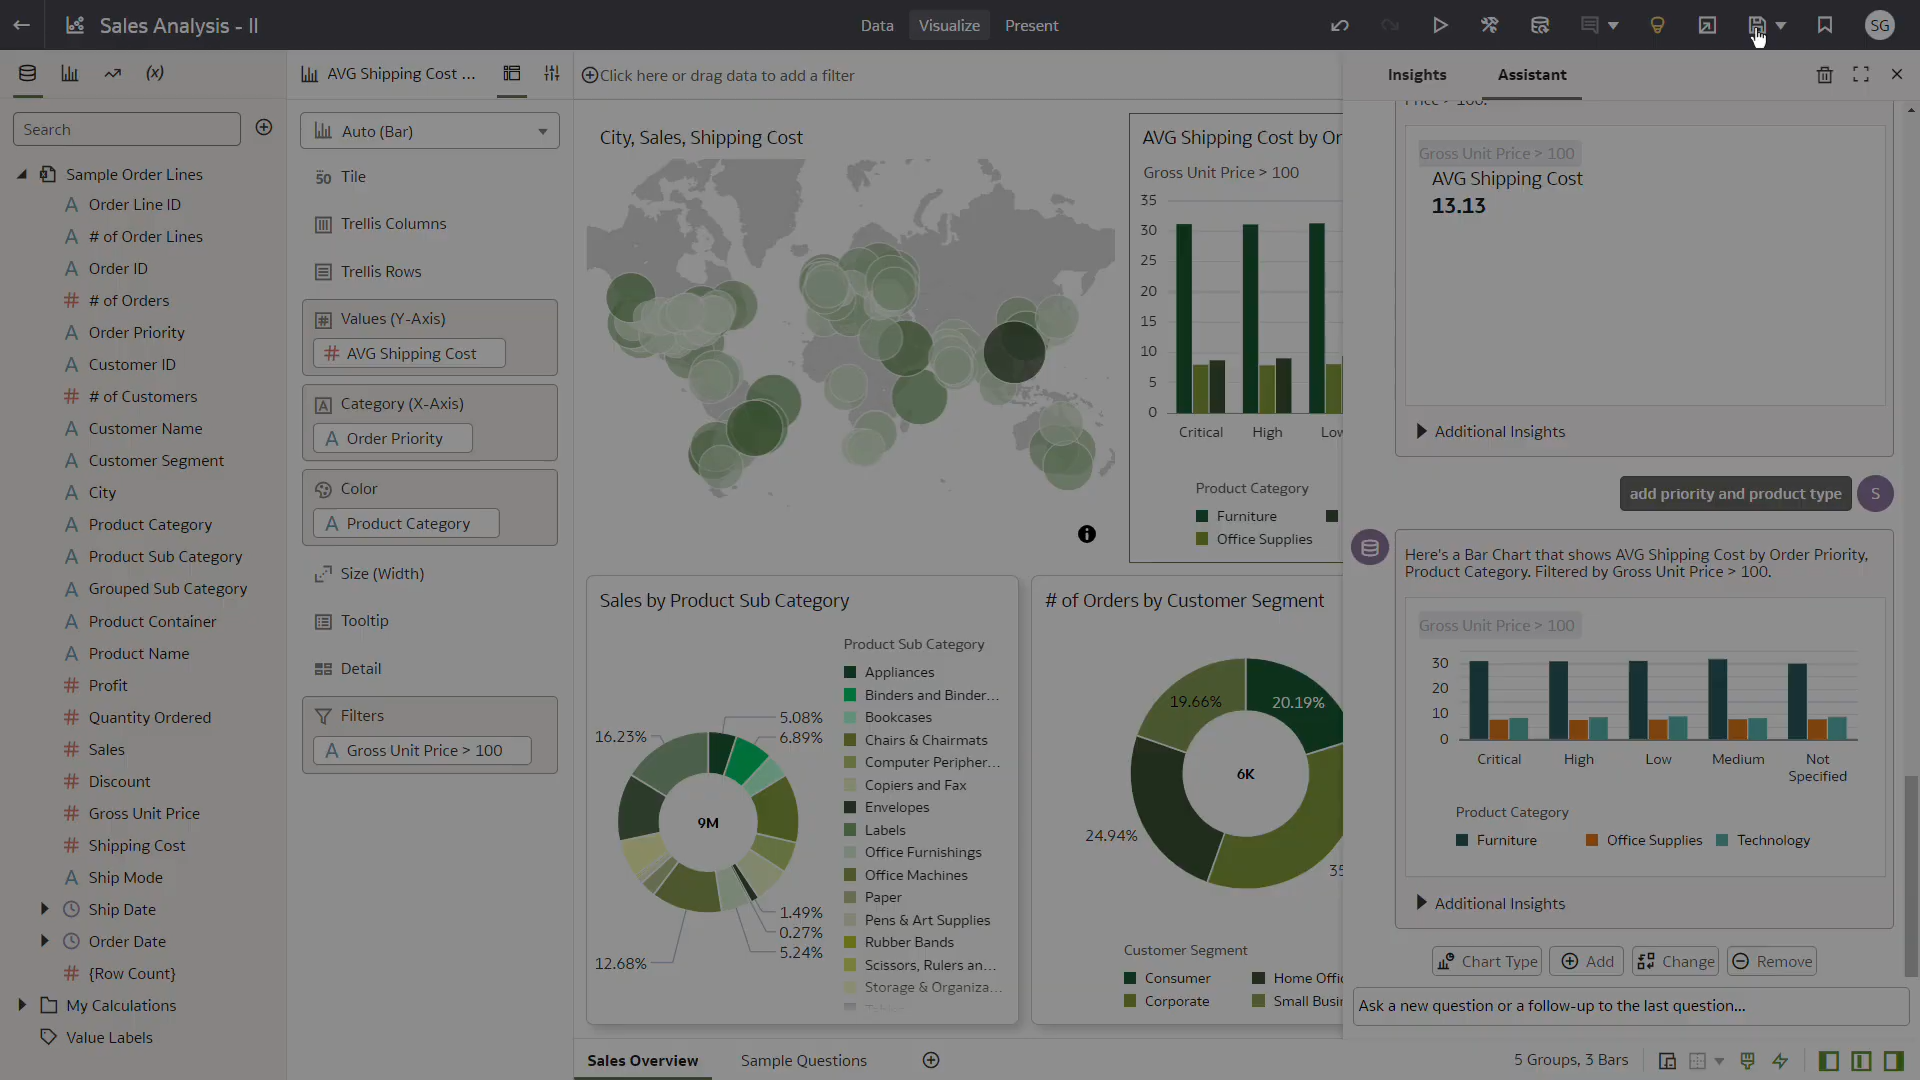 Sales Analysis - II
Data
Visualize
Present
SG
Search
Sample Order Lines
A Order Line ID
A # of Order Lines
A Order ID
# # of Orders
A Order Priority
A Customer ID
# # of Customers
A Customer Name
A Customer Segment
A City
A Product Category
A Product Sub Category
A Grouped Sub Category
A Product Container
A Product Name
# Profit
# Quantity Ordered
# Sales
# Discount
# Gross Unit Price
# Shipping Cost
A Ship Mode
Ship Date
Order Date
# {Row Count}
My Calculations
Value Labels
AVG Shipping Cost ...
Auto (Bar)
50 Tile
Trellis Columns
Trellis Rows
Values (Y-Axis)
# AVG Shipping Cost
Category (X-Axis)
A Order Priority
Color
A Product Category
Size (Width)
Tooltip
Detail
Filters
A Gross Unit Price > 100
Click here or drag data to add a filter
City, Sales, Shipping Cost
AVG Shipping Cost by Or
Gross Unit Price > 100
35
30
25
20
15
10
5
0
Critical High Low
Product Category
Furniture
Office Supplies
Sales by Product Sub Category
16.23%
5.08%
6.89%
9M
1.49%
0.27%
5.24%
12.68%
Product Sub Category
Appliances
Binders and Binder...
Bookcases
Chairs & Chairmats
Computer Peripher...
Copiers and Fax
Envelopes
Labels
Office Furnishings
Office Machines
Paper
Pens & Art Supplies
Rubber Bands
Scissors, Rulers an...
Storage & Organiza...
# of Orders by Customer Segment
19.66%
20.19%
6K
24.94%
35
Customer Segment
Consumer
Home Offic
Corporate
Small Busin
Sales Overview
Sample Questions
5 Groups, 3 Bars
Insights
Assistant
Price > 100.
Gross Unit Price > 100
AVG Shipping Cost
13.13
Additional Insights
add priority and product type
S
Here's a Bar Chart that shows AVG Shipping Cost by Order Priority,
Product Category. Filtered by Gross Unit Price > 100.
Gross Unit Price > 100
30
20
10
0
Critical High Low Medium Not
Specified
Product Category
Furniture Office Supplies Technology
Additional Insights
Chart Type
Add
Change
Remove
Ask a new question or a follow-up to the last question...